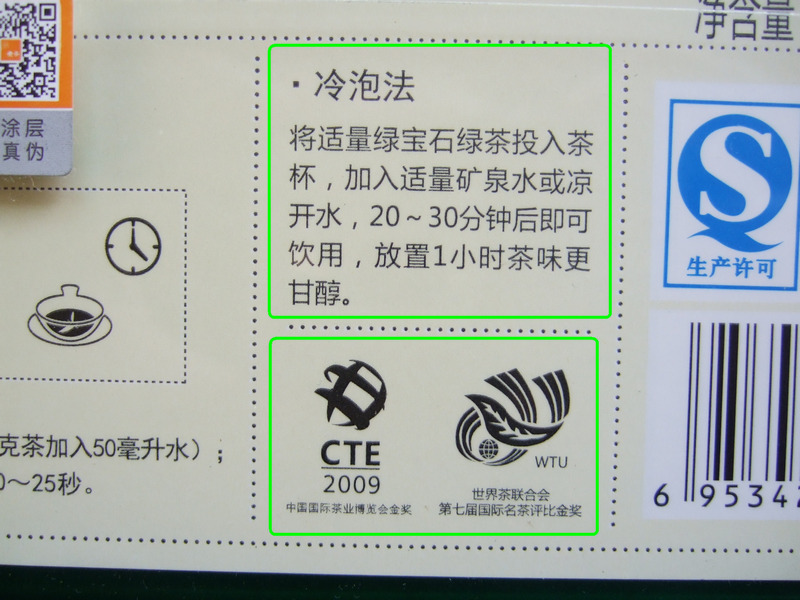 净含量
涂层
真伪
· 冷泡法
将适量绿宝石绿茶投入茶
杯，加入适量矿泉水或凉
开水，20～30分钟后即可
饮用，放置1小时茶味更
甘醇。
生产许可
克茶加入50毫升水）；
0～25秒。
CTE
2009
中国国际茶业博览会金奖
WTU
世界茶联合会
第七届国际名茶评比金奖
6 95342